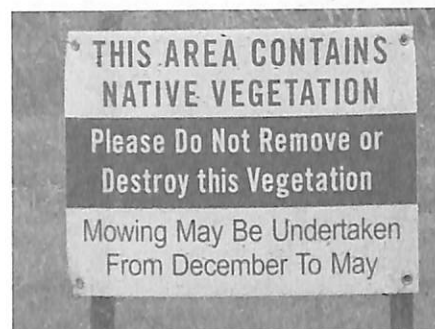 THIS AREA CONTAINS
NATIVE VEGETATION
Please Do Not Remove or
Destroy this Vegetation
Mowing May Be Undertaken
From December To May